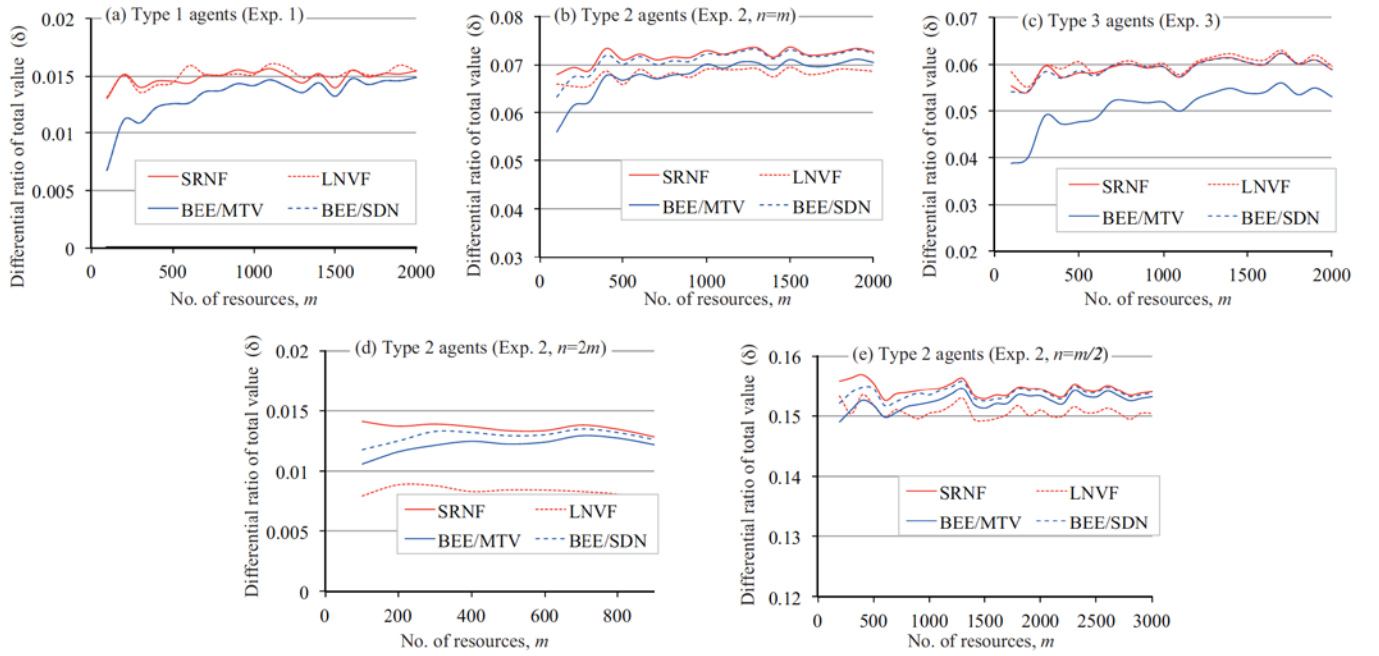 (a) Type 1 agents (Exp. 1)
Differential ratio of total value (δ)
0.02
0.015
0.01
0.005
0
SRNF
LNVF
BEE/MTV
BEE/SDN
0 500 1000 1500 2000
No. of resources, m
(b) Type 2 agents (Exp. 2, n=m)
Differential ratio of total value (δ)
0.08
0.07
0.06
0.05
0.04
0.03
SRNF
LNVF
BEE/MTV
BEE/SDN
0 500 1000 1500 2000
No. of resources, m
(c) Type 3 agents (Exp. 3)
Differential ratio of total value (δ)
0.07
0.06
0.05
0.04
0.03
0.02
SRNF
LNVF
BEE/MTV
BEE/SDN
0 500 1000 1500 2000
No. of resources, m
(d) Type 2 agents (Exp. 2, n=2m)
Differential ratio of total value (δ)
0.02
0.015
0.01
0.005
0
SRNF
LNVF
BEE/MTV
BEE/SDN
0 200 400 600 800
No. of resources, m
(e) Type 2 agents (Exp. 2, n=m/2)
Differential ratio of total value (δ)
0.16
0.15
0.14
0.13
0.12
SRNF
LNVF
BEE/MTV
BEE/SDN
0 500 1000 1500 2000 2500 3000
No. of resources, m